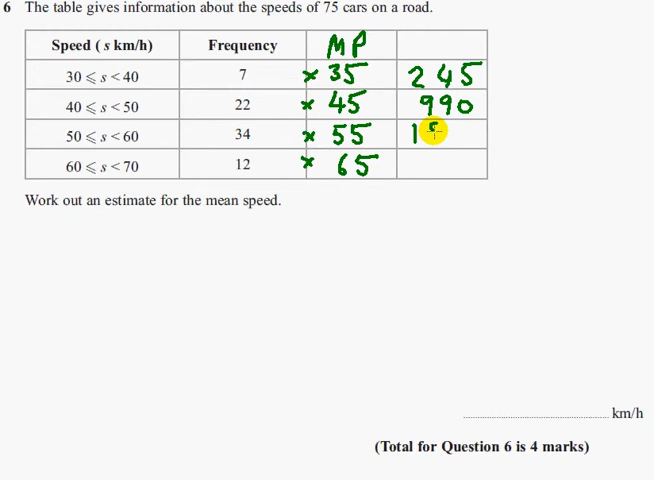 6 The table gives information about the speeds of 75 cars on a road.
Speed ( s km/h) Frequency MP
30 ⩽ s < 40 7 × 35 245
40 ⩽ s < 50 22 × 45 990
50 ⩽ s < 60 34 × 55 1
60 ⩽ s < 70 12 × 65
Work out an estimate for the mean speed.
km/h
(Total for Question 6 is 4 marks)